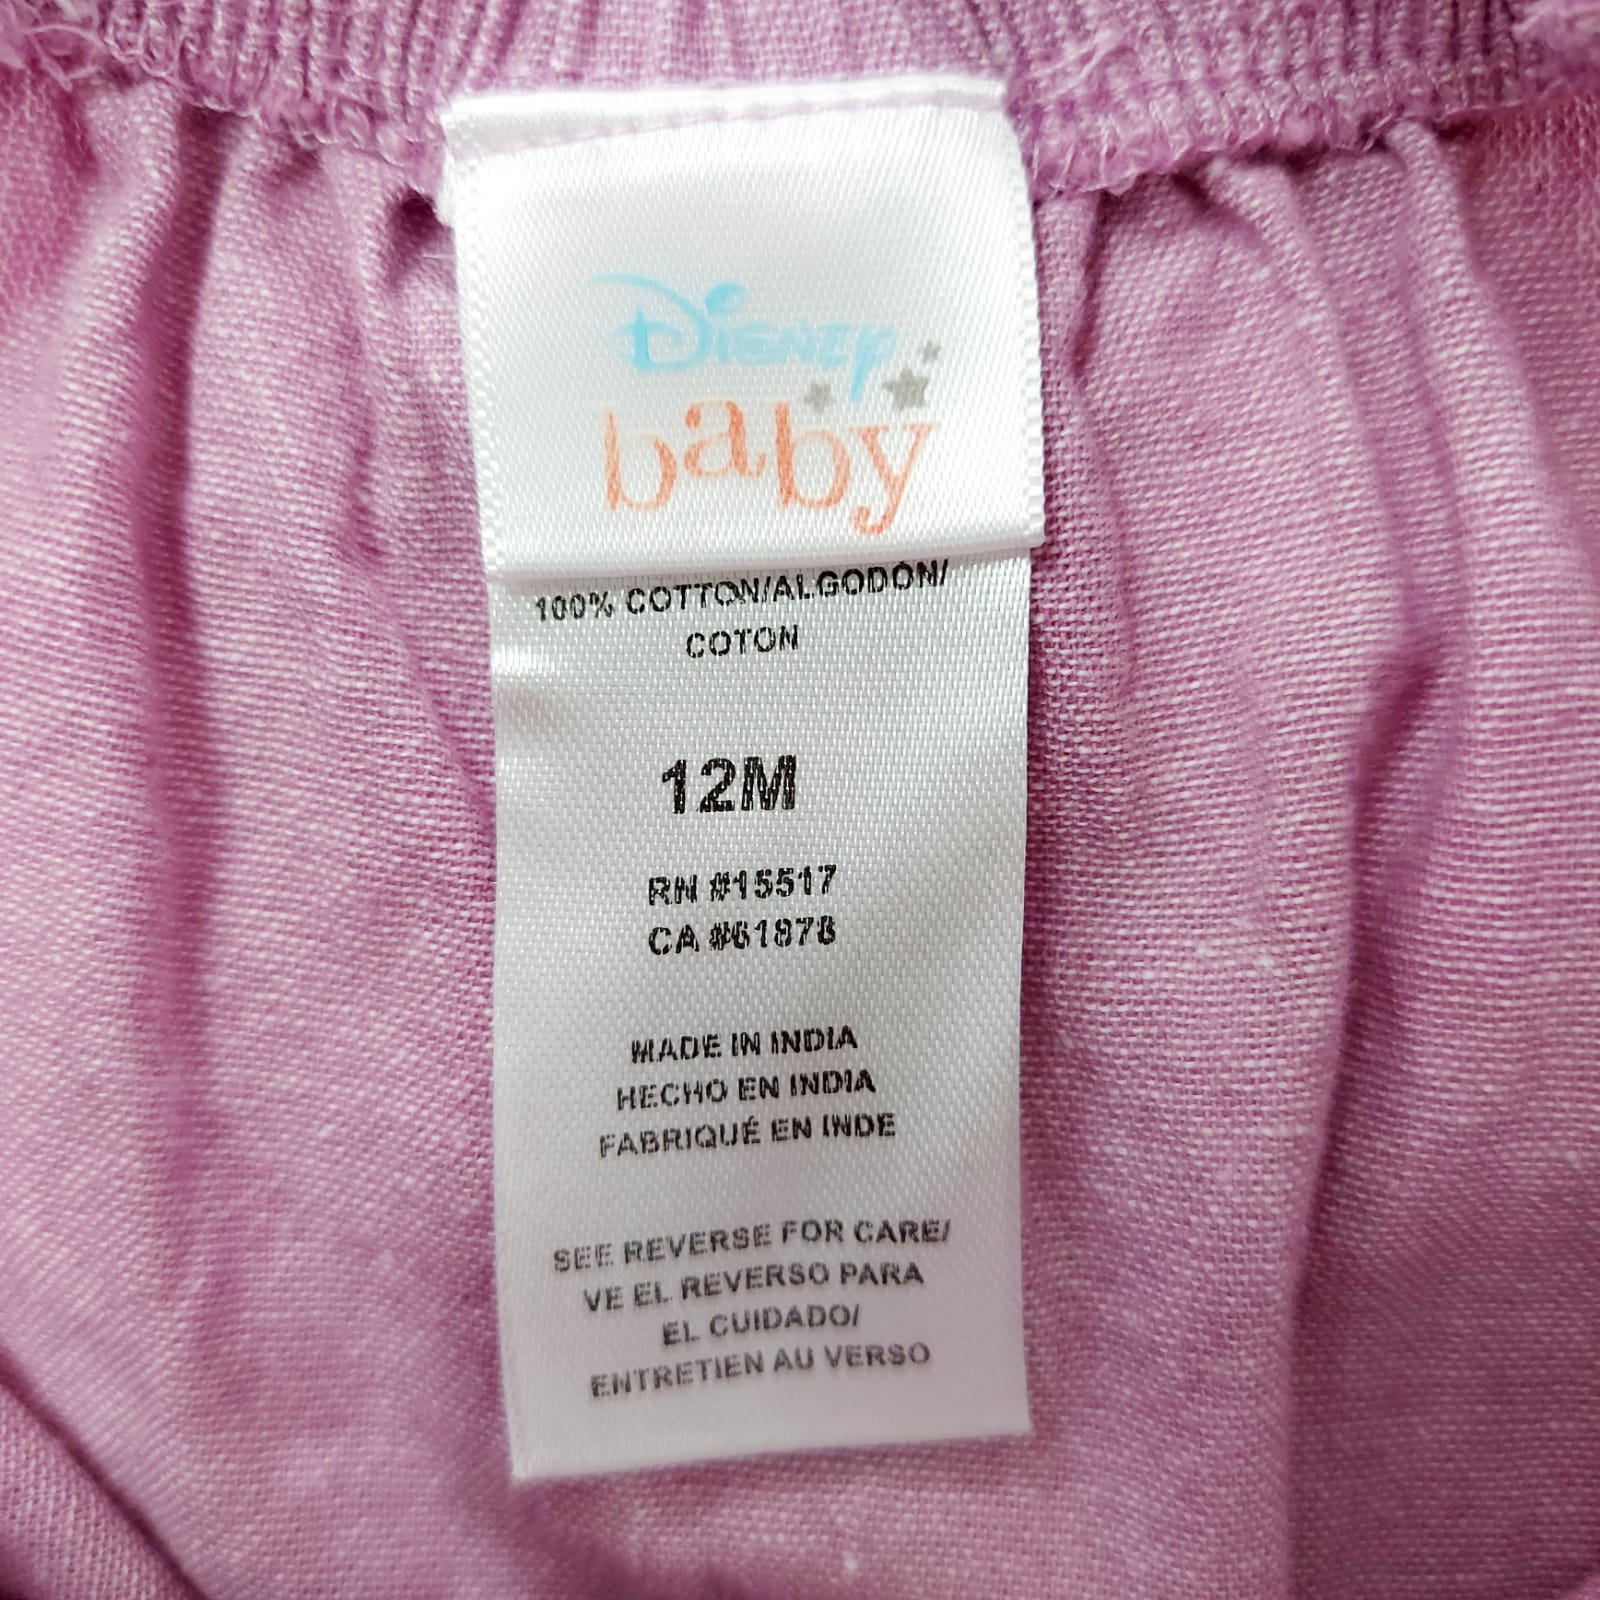 Disney
baby
100% COTTON/ALGODÓN/
COTON
12M
RN #15517
CA #61878
MADE IN INDIA
HECHO EN INDIA
FABRIQUÉ EN INDE
SEE REVERSE FOR CARE/
VE EL REVERSO PARA
EL CUIDADO/
ENTRETIEN AU VERSO